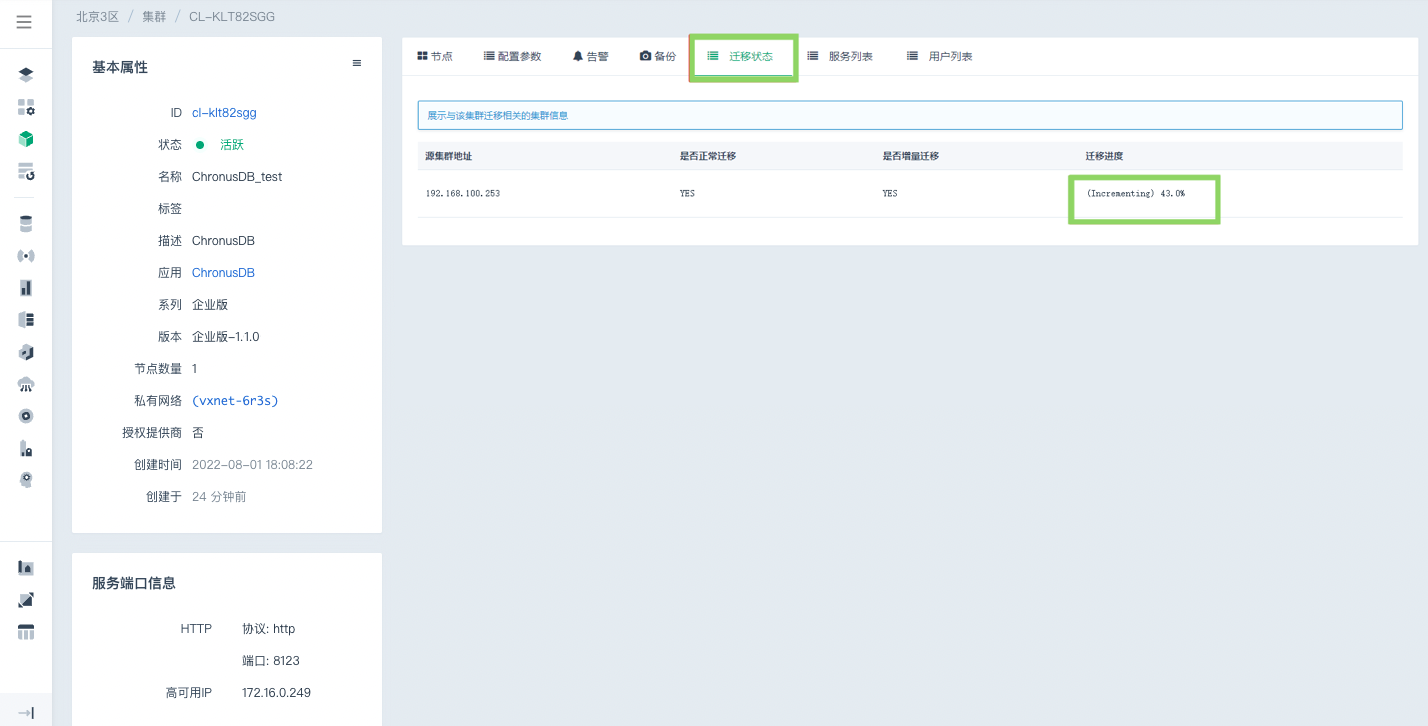 北京3区 / 集群 / CL-KLT82SGG
基本属性
ID cl-klt82sgg
状态 活跃
名称 ChronusDB_test
标签
描述 ChronusDB
应用 ChronusDB
系列 企业版
版本 企业版-1.1.0
节点数量 1
私有网络 (vxnet-6r3s)
授权提供商 否
创建时间 2022-08-01 18:08:22
创建于 24 分钟前
服务端口信息
HTTP 协议: http
端口: 8123
高可用IP 172.16.0.249
节点 配置参数 告警 备份 迁移状态 服务列表 用户列表
展示与该集群迁移相关的集群信息
源集群地址 是否正常迁移 是否增量迁移 迁移进度
192.168.100.253 YES YES (Incrementing) 43.0%